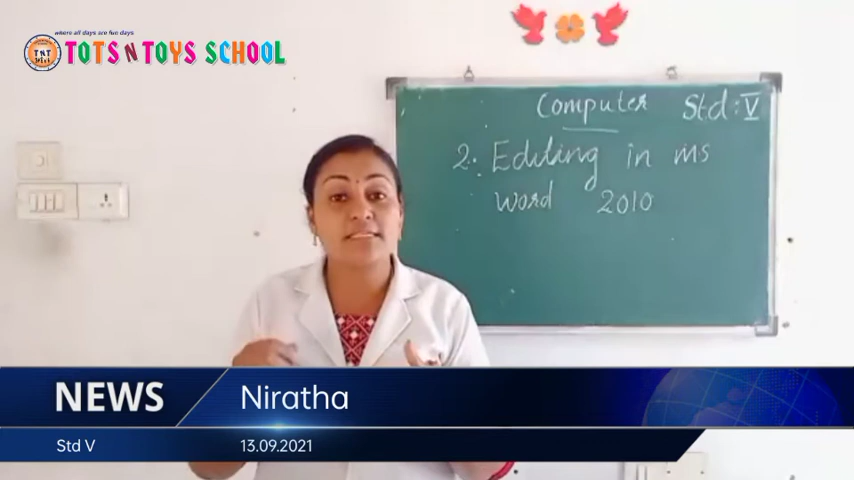 where all days are fun days
TOTS N TOYS SCHOOL
TNT
Computer Std: V
2. Editing in ms
word 2010
NEWS
Niratha
Std V
13.09.2021